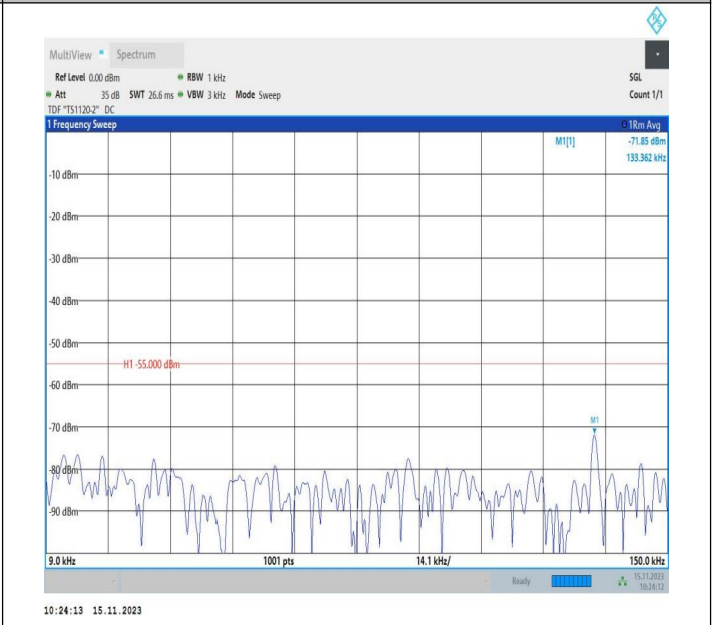 R S
MultiView Spectrum
Ref Level 0.00 dBm RBW 1 kHz SGL
Att 35 dB SWT 26.6 ms VBW 3 kHz Mode Sweep Count 1/1
TDF "TS1120-2" DC
1 Frequency Sweep 1Rm Avg
M1[1] -71.85 dBm
133.362 kHz
-10 dBm
-20 dBm
-30 dBm
-40 dBm
-50 dBm
H1 -55.000 dBm
-60 dBm
-70 dBm
M1
-80 dBm
-90 dBm
9.0 kHz 1001 pts 14.1 kHz/ 150.0 kHz
Ready 15.11.2023
10:24:12
10:24:13 15.11.2023